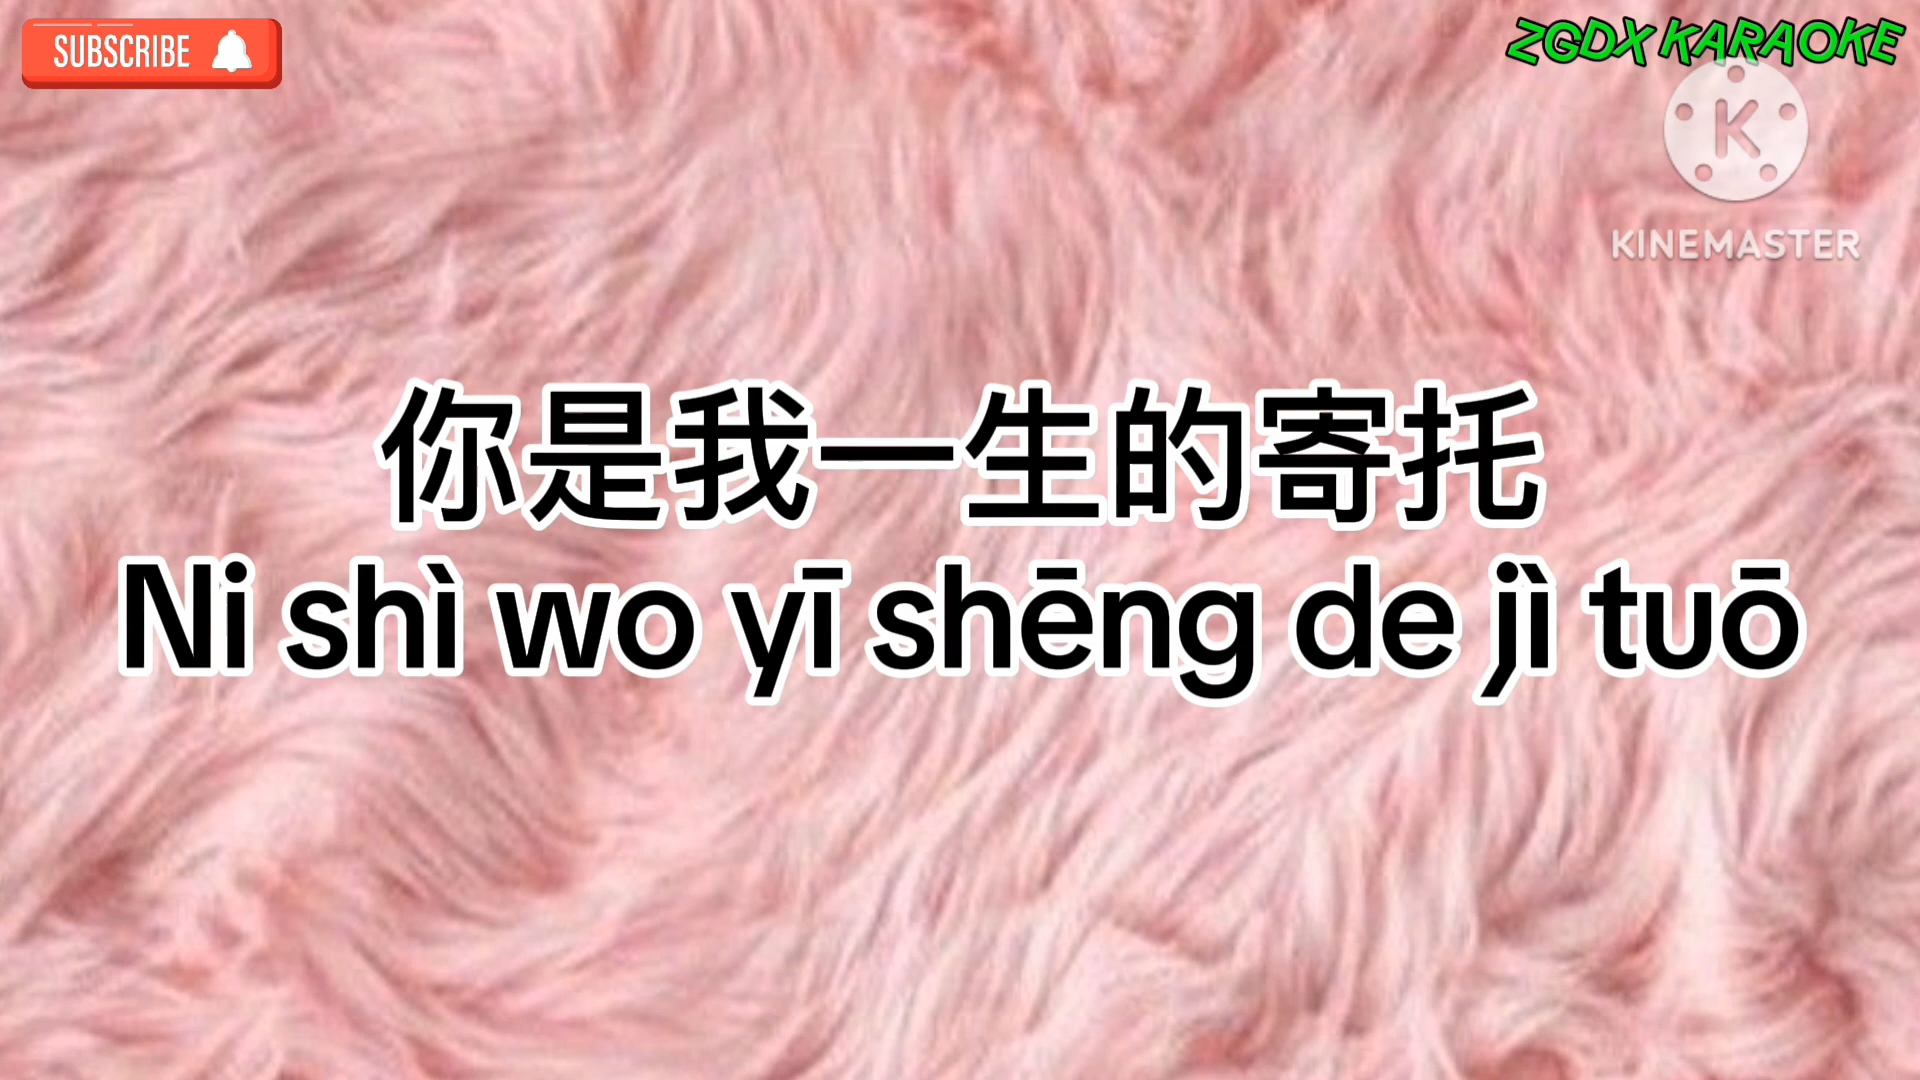 SUBSCRIBE
ZGDX KARAOKE
KINEMASTER
你是我一生的寄托
Ni shì wo yī shēng de jì tuō